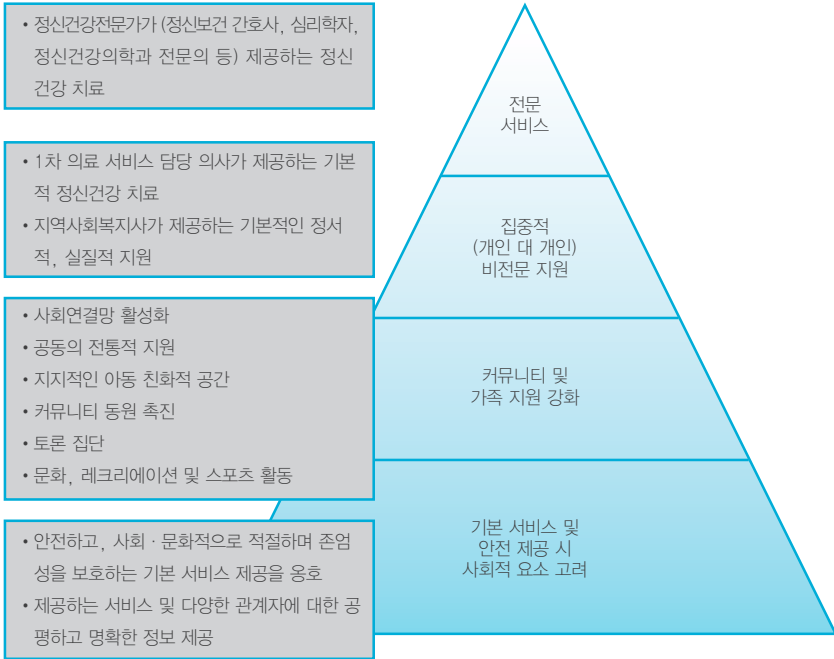 • 정신건강전문가가 (정신보건 간호사, 심리학자,
정신건강의학과 전문의 등) 제공하는 정신
건강 치료
전문
서비스
• 1차 의료 서비스 담당 의사가 제공하는 기본
적 정신건강 치료
• 지역사회복지사가 제공하는 기본적인 정서
적, 실질적 지원
집중적
(개인 대 개인)
비전문 지원
• 사회연결망 활성화
• 공동의 전통적 지원
• 지지적인 아동 친화적 공간
• 커뮤니티 동원 촉진
• 토론 집단
• 문화, 레크리에이션 및 스포츠 활동
커뮤니티 및
가족 지원 강화
• 안전하고, 사회 · 문화적으로 적절하며 존엄
성을 보호하는 기본 서비스 제공을 옹호
• 제공하는 서비스 및 다양한 관계자에 대한 공
평하고 명확한 정보 제공
기본 서비스 및
안전 제공 시
사회적 요소 고려